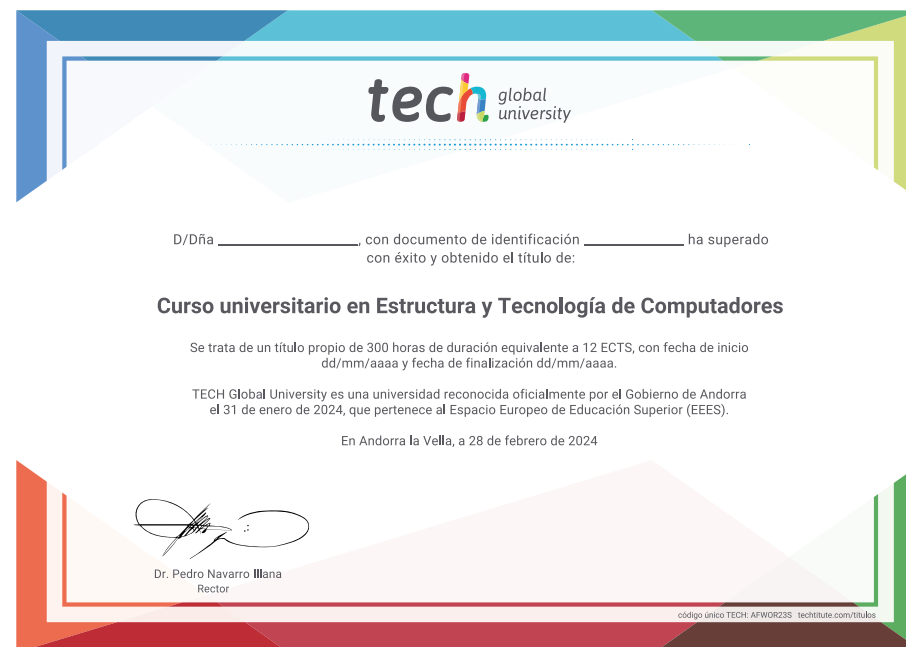 tech global university
D/Dña ____________________, con documento de identificación ______________ ha superado
con éxito y obtenido el título de:
Curso universitario en Estructura y Tecnología de Computadores
Se trata de un título propio de 300 horas de duración equivalente a 12 ECTS, con fecha de inicio
dd/mm/aaaa y fecha de finalización dd/mm/aaaa.
TECH Global University es una universidad reconocida oficialmente por el Gobierno de Andorra
el 31 de enero de 2024, que pertenece al Espacio Europeo de Educación Superior (EEES).
En Andorra la Vella, a 28 de febrero de 2024
Dr. Pedro Navarro Illana
Rector
código único TECH: AFWOR23S techtitute.com/titulos